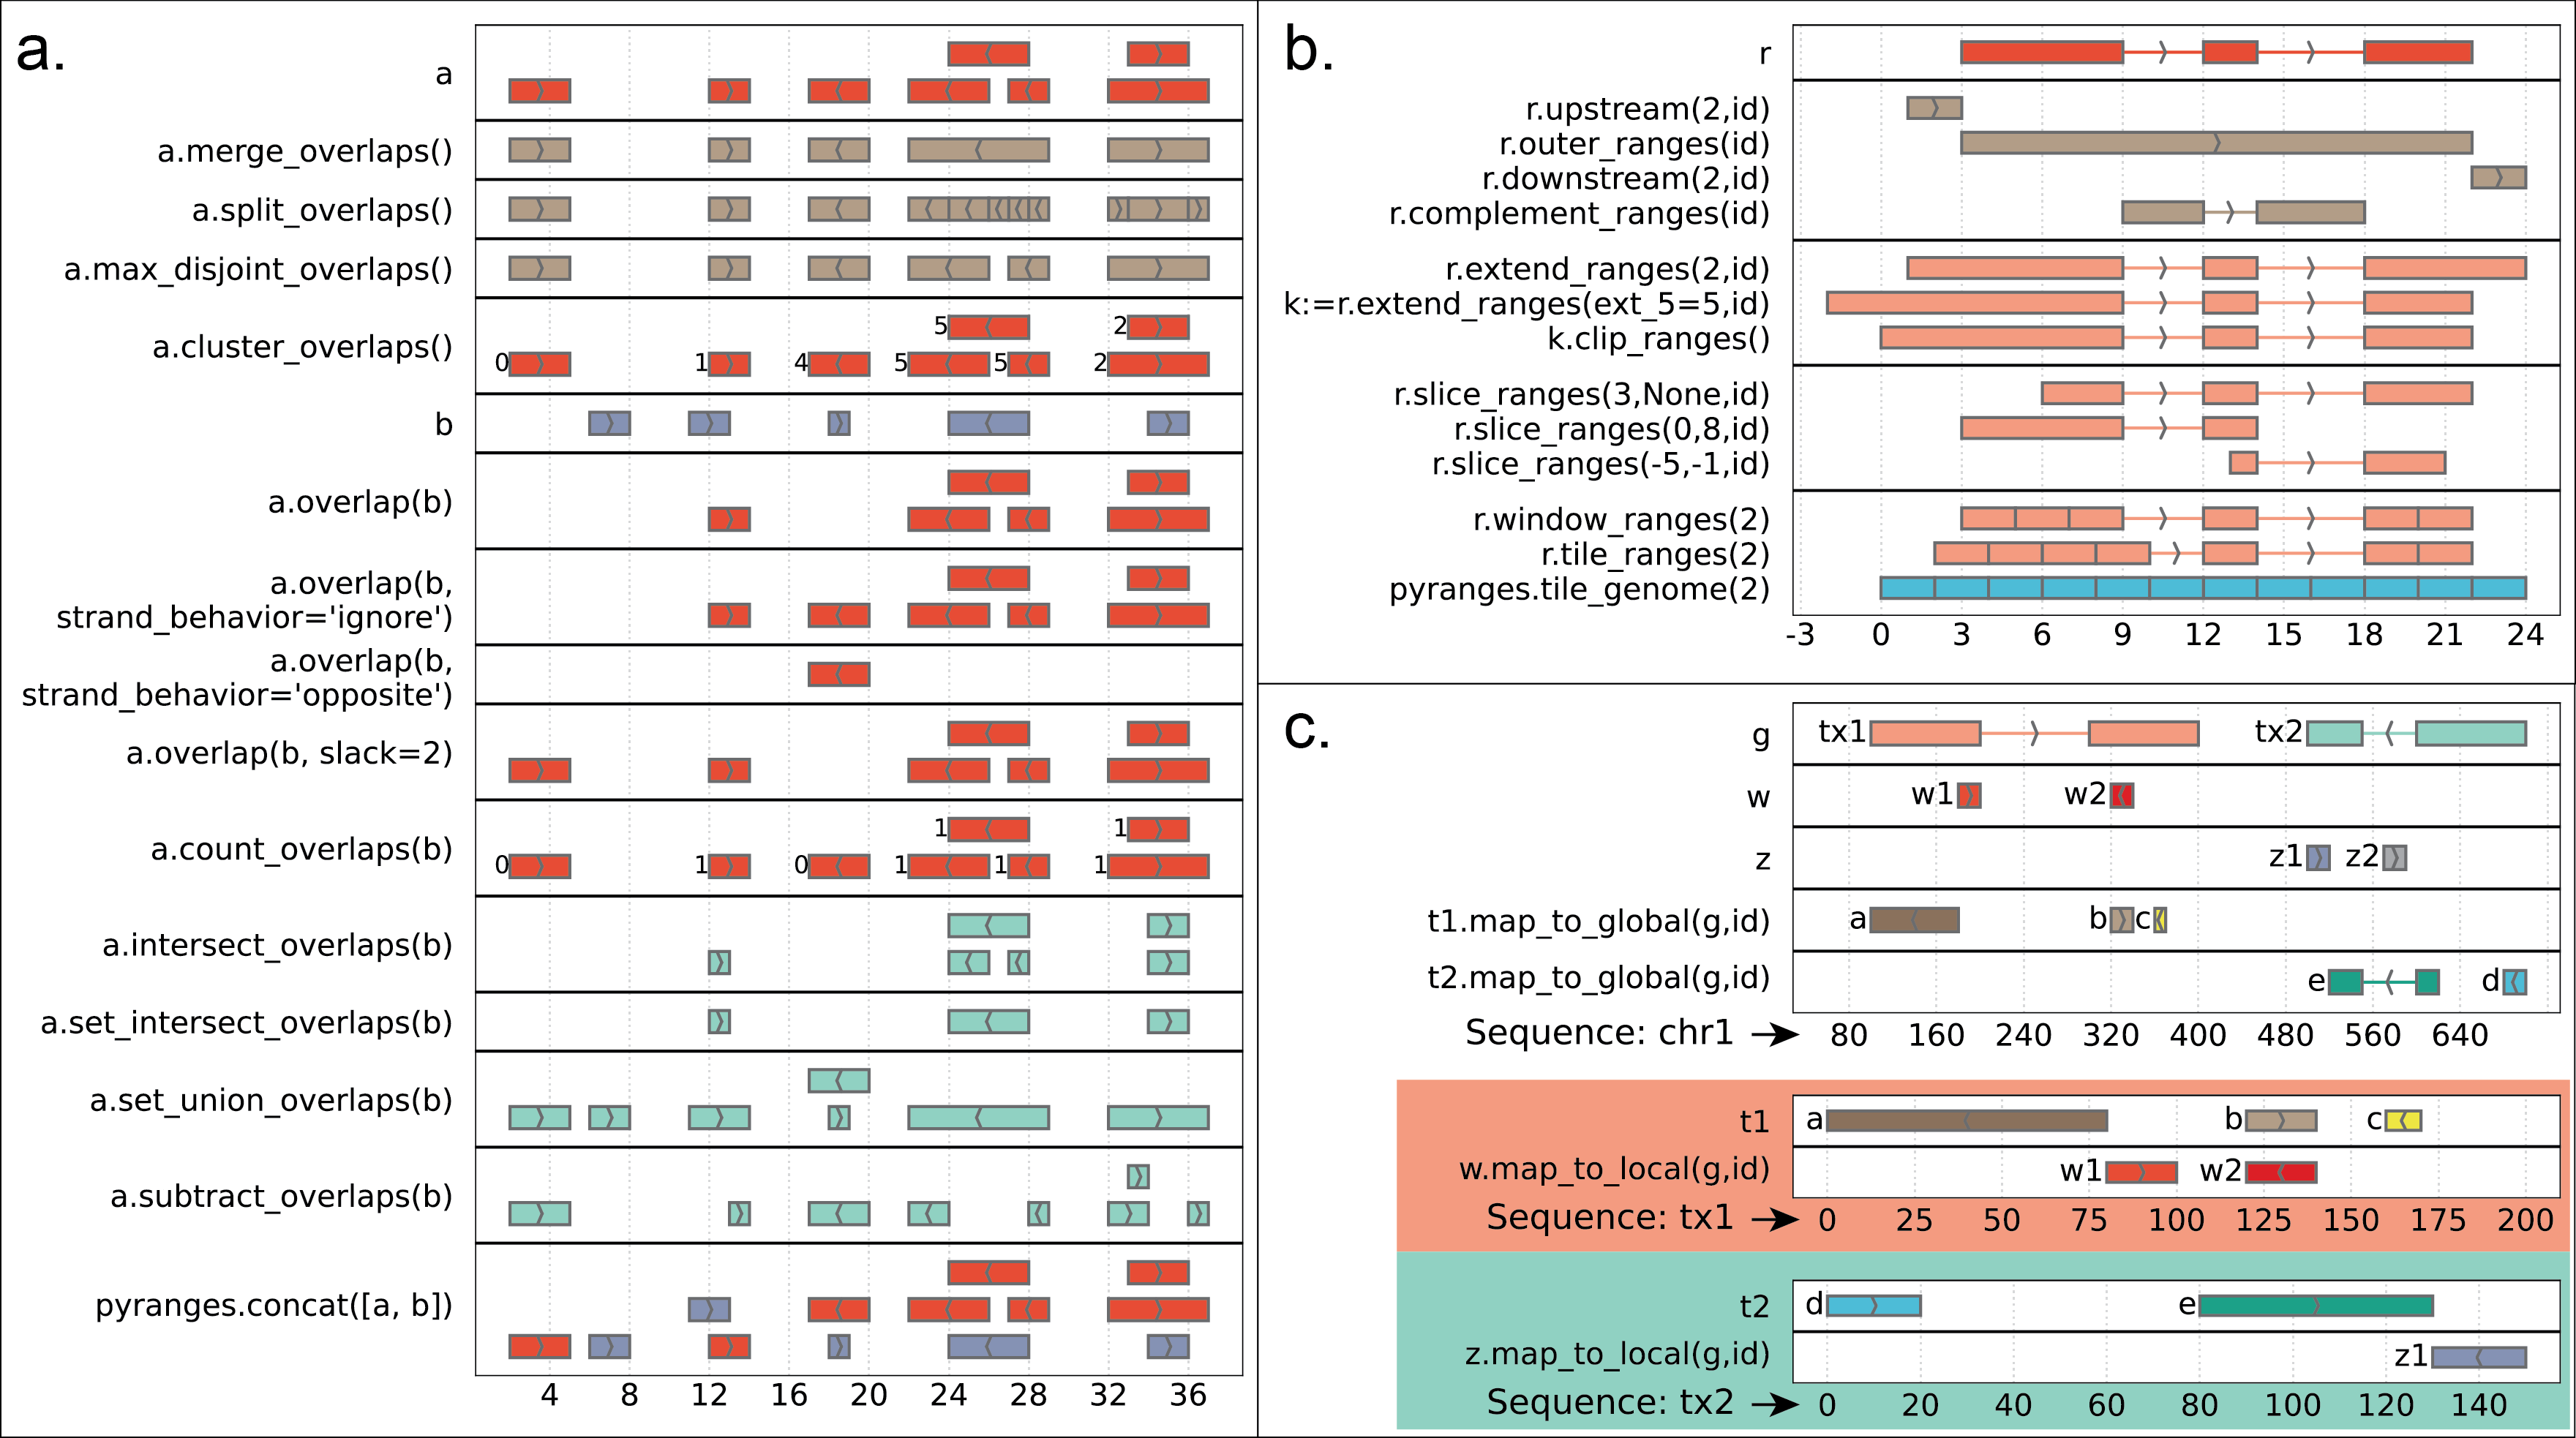 a.
a
a.merge_overlaps()
a.split_overlaps()
a.max_disjoint_overlaps()
5 2
a.cluster_overlaps()
0 1 4 5 5 2
b
a.overlap(b)
a.overlap(b,
strand_behavior='ignore')
a.overlap(b,
strand_behavior='opposite')
a.overlap(b, slack=2)
1 1
a.count_overlaps(b)
0 1 0 1 1 1
a.intersect_overlaps(b)
a.set_intersect_overlaps(b)
a.set_union_overlaps(b)
a.subtract_overlaps(b)
pyranges.concat([a, b])
4 8 12 16 20 24 28 32 36
b.
r
r.upstream(2,id)
r.outer_ranges(id)
r.downstream(2,id)
r.complement_ranges(id)
r.extend_ranges(2,id)
k:=r.extend_ranges(ext_5=5,id)
k.clip_ranges()
r.slice_ranges(3,None,id)
r.slice_ranges(0,8,id)
r.slice_ranges(-5,-1,id)
r.window_ranges(2)
r.tile_ranges(2)
pyranges.tile_genome(2)
-3 0 3 6 9 12 15 18 21 24
c.
g tx1 tx2
w w1 w2
z z1 z2
t1.map_to_global(g,id) a b c
t2.map_to_global(g,id) e d
Sequence: chr1 80 160 240 320 400 480 560 640
t1 a b c
w.map_to_local(g,id) w1 w2
Sequence: tx1 0 25 50 75 100 125 150 175 200
t2 d e
z.map_to_local(g,id) z1
Sequence: tx2 0 20 40 60 80 100 120 140